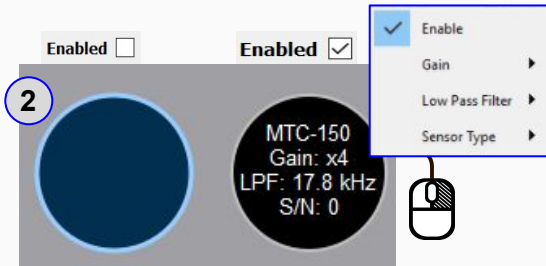 Enabled
Enabled
2
MTC-150
Gain: x4
LPF: 17.8 kHz
S/N: 0
Enable
Gain
Low Pass Filter
Sensor Type